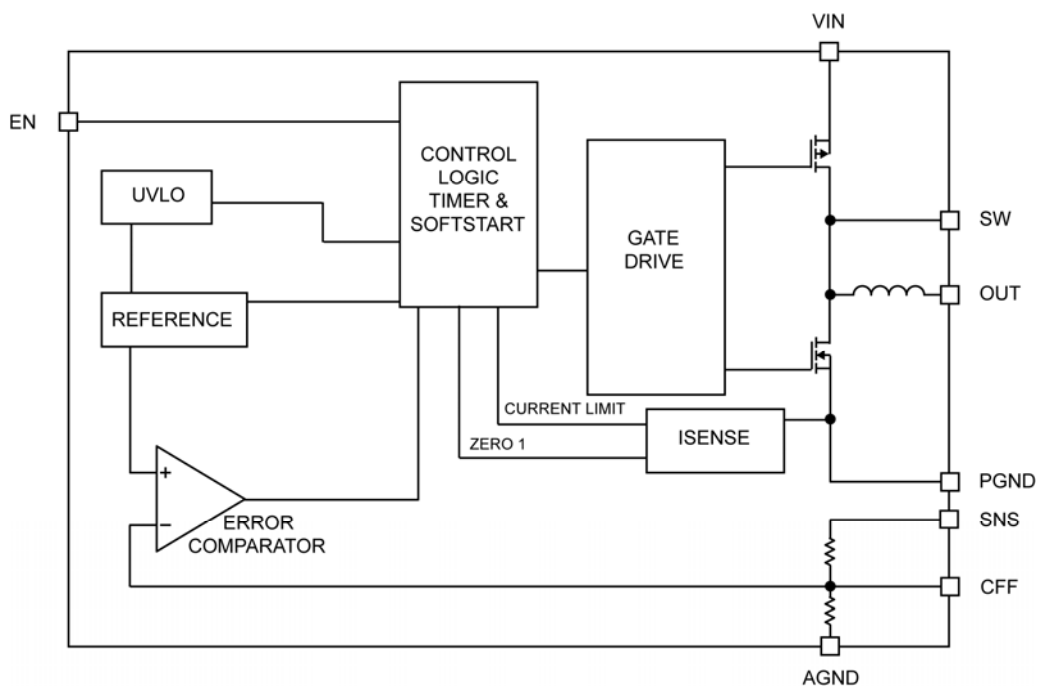 VIN
EN
CONTROL
LOGIC
TIMER &
SOFTSTART
UVLO
GATE
DRIVE
SW
OUT
REFERENCE
CURRENT LIMIT
ISENSE
ZERO 1
+
−
ERROR
COMPARATOR
PGND
SNS
CFF
AGND